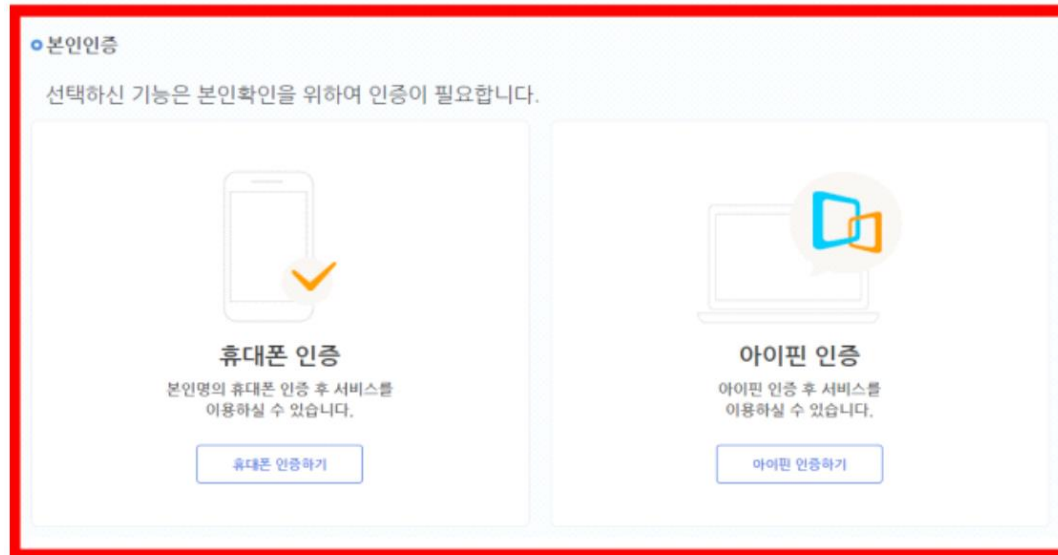 본인인증
선택하신 기능은 본인확인을 위하여 인증이 필요합니다.
휴대폰 인증
본인명의 휴대폰 인증 후 서비스를
이용하실 수 있습니다.
휴대폰 인증하기
아이핀 인증
아이핀 인증 후 서비스를
이용하실 수 있습니다.
아이핀 인증하기